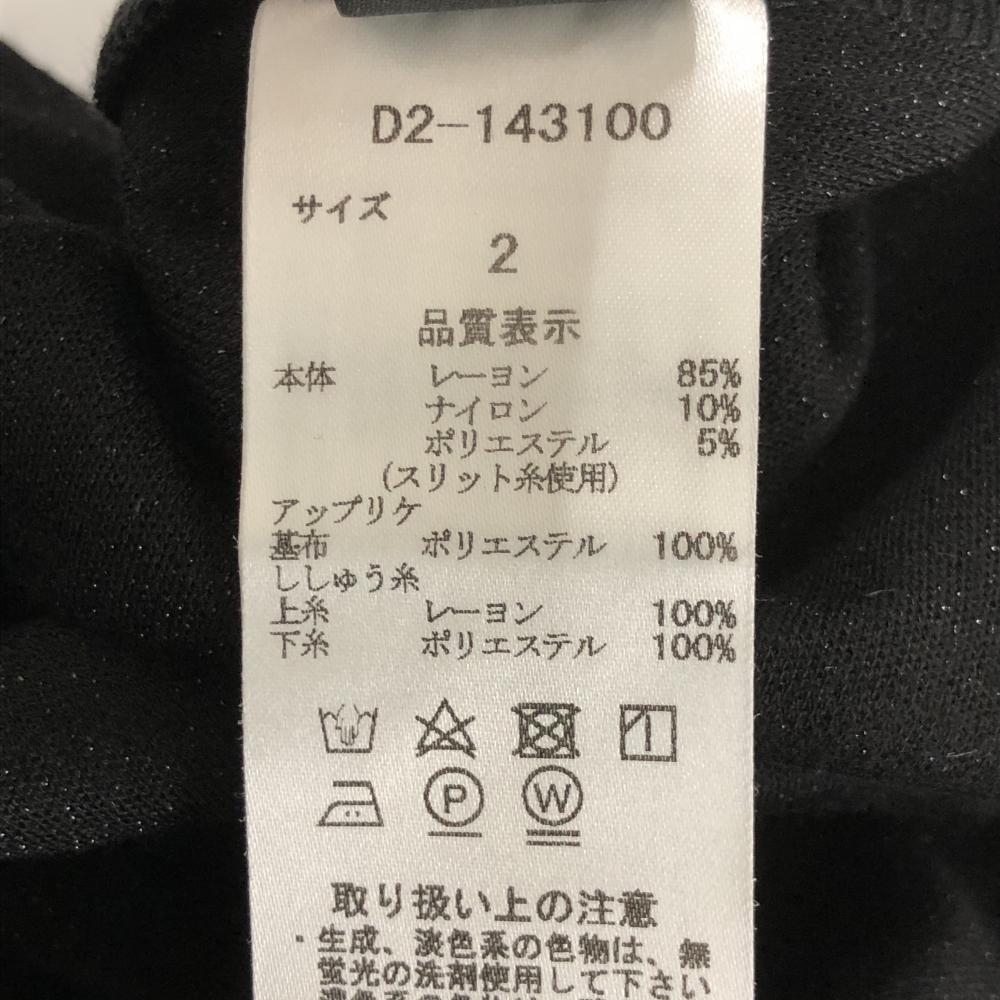 D2-143100
サイズ
2
品質表示
本体 レーヨン 85%
ナイロン 10%
ポリエステル 5%
(スリット糸使用)
アップリケ
基布 ポリエステル 100%
ししゅう糸
上糸 レーヨン 100%
下糸 ポリエステル 100%
P W
取り扱い上の注意
・生成、淡色系の色物は、無
蛍光の洗剤使用して下さい